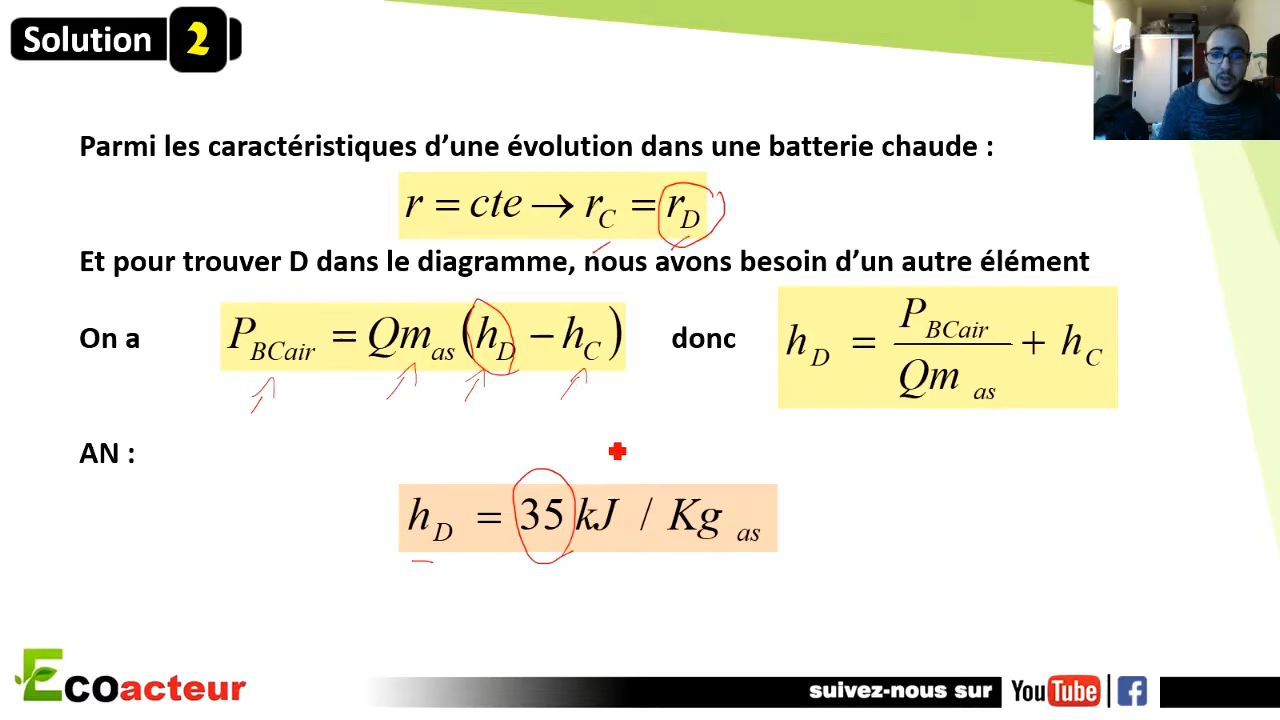 Solution 2
Parmi les caractéristiques d’une évolution dans une batterie chaude :
r = cte → r_C = r_D
Et pour trouver D dans le diagramme, nous avons besoin d’un autre élément
On a P_BCair = Qm_as (h_D − h_C) donc h_D = P_BCair / Qm_as + h_C
AN :
h_D = 35 kJ / Kg_as
Ecoacteur
suivez-nous sur YouTube f